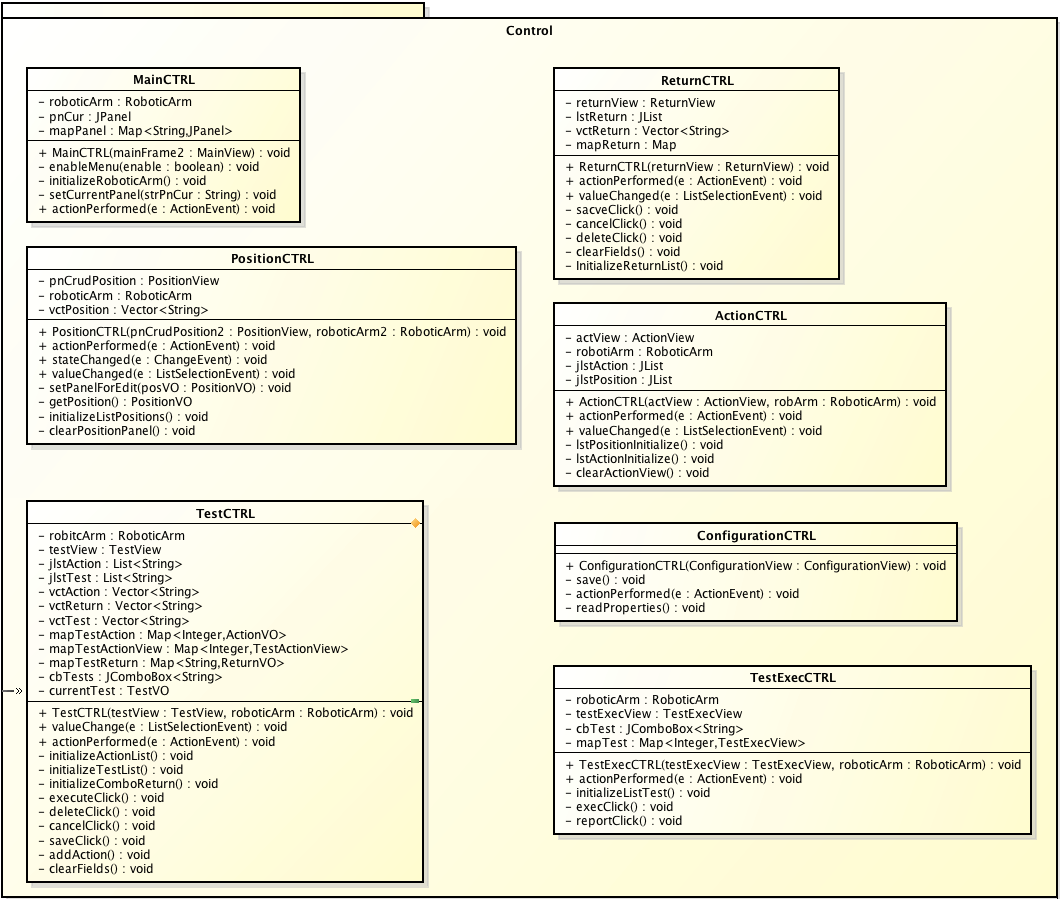 Control
MainCTRL
- roboticArm : RoboticArm
- pnCur : JPanel
- mapPanel : Map<String,JPanel>
+ MainCTRL(mainFrame2 : MainView) : void
- enableMenu(enable : boolean) : void
- initializeRoboticArm() : void
- setCurrentPanel(strPnCur : String) : void
+ actionPerformed(e : ActionEvent) : void
PositionCTRL
- pnCrudPosition : PositionView
- roboticArm : RoboticArm
- vctPosition : Vector<String>
+ PositionCTRL(pnCrudPosition2 : PositionView, roboticArm2 : RoboticArm) : void
+ actionPerformed(e : ActionEvent) : void
+ stateChanged(e : ChangeEvent) : void
+ valueChanged(e : ListSelectionEvent) : void
- setPanelForEdit(posVO : PositionVO) : void
- getPosition() : PositionVO
- initializeListPositions() : void
- clearPositionPanel() : void
TestCTRL
- robitcArm : RoboticArm
- testView : TestView
- jlstAction : List<String>
- jlstTest : List<String>
- vctAction : Vector<String>
- vctReturn : Vector<String>
- vctTest : Vector<String>
- mapTestAction : Map<Integer,ActionVO>
- mapTestActionView : Map<Integer,TestActionView>
- mapTestReturn : Map<String,ReturnVO>
- cbTests : JComboBox<String>
- currentTest : TestVO
+ TestCTRL(testView : TestView, roboticArm : RoboticArm) : void
+ valueChange(e : ListSelectionEvent) : void
+ actionPerformed(e : ActionEvent) : void
- initializeActionList() : void
- initializeTestList() : void
- initializeComboReturn() : void
- executeClick() : void
- deleteClick() : void
- cancelClick() : void
- saveClick() : void
- addAction() : void
- clearFields() : void
ReturnCTRL
- returnView : ReturnView
- lstReturn : JList
- vctReturn : Vector<String>
- mapReturn : Map
+ ReturnCTRL(returnView : ReturnView) : void
+ actionPerformed(e : ActionEvent) : void
+ valueChanged(e : ListSelectionEvent) : void
- sacveClick() : void
- cancelClick() : void
- deleteClick() : void
- clearFields() : void
- InitializeReturnList() : void
ActionCTRL
- actView : ActionView
- robotiArm : RoboticArm
- jlstAction : JList
- jlstPosition : JList
+ ActionCTRL(actView : ActionView, robArm : RoboticArm) : void
+ actionPerformed(e : ActionEvent) : void
+ valueChanged(e : ListSelectionEvent) : void
- lstPositionInitialize() : void
- lstActionInitialize() : void
- clearActionView() : void
ConfigurationCTRL
+ ConfigurationCTRL(ConfigurationView : ConfigurationView) : void
- save() : void
- actionPerformed(e : ActionEvent) : void
- readProperties() : void
TestExecCTRL
- roboticArm : RoboticArm
- testExecView : TestExecView
- cbTest : JComboBox<String>
- mapTest : Map<Integer,TestExecView>
+ TestExecCTRL(testExecView : TestExecView, roboticArm : RoboticArm) : void
+ actionPerformed(e : ActionEvent) : void
- initializeListTest() : void
- execClick() : void
- reportClick() : void